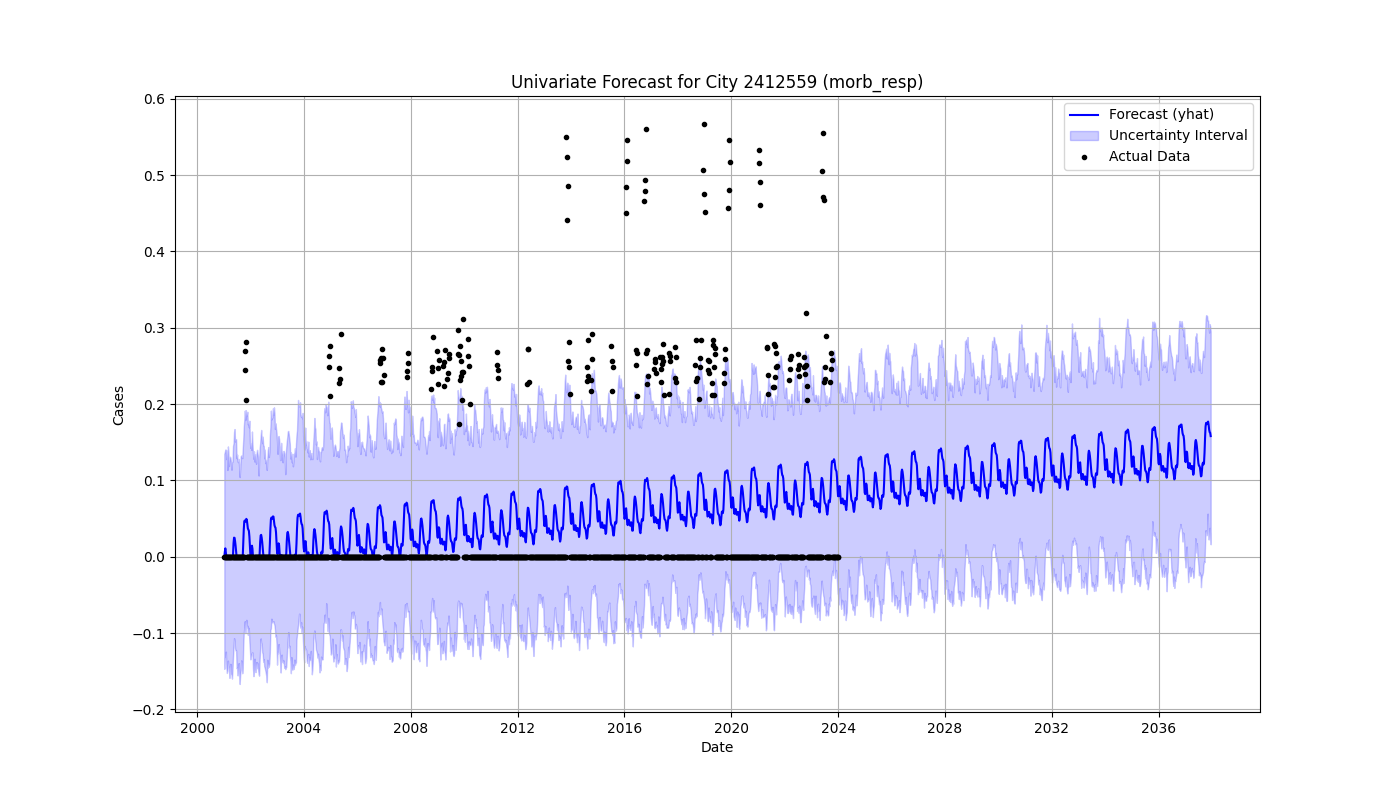 Univariate Forecast for City 2412559 (morb_resp)
Forecast (yhat)
Uncertainty Interval
Actual Data
0.6
0.5
0.4
0.3
0.2
0.1
0.0
−0.1
−0.2
Cases
2000 2004 2008 2012 2016 2020 2024 2028 2032 2036
Date